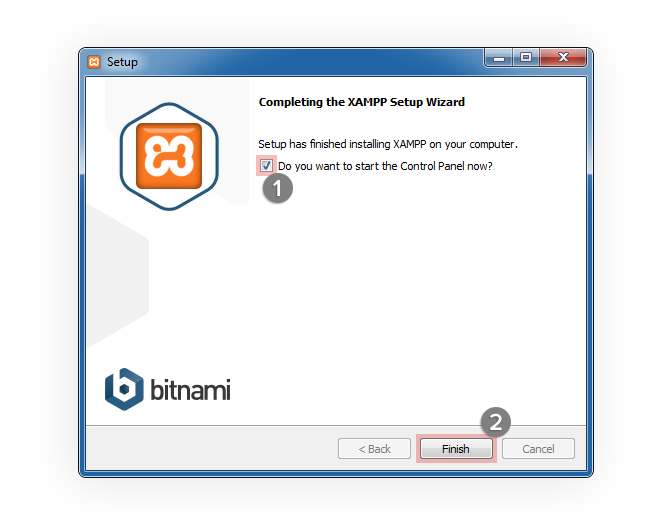 Setup
Completing the XAMPP Setup Wizard
Setup has finished installing XAMPP on your computer.
Do you want to start the Control Panel now?
1
bitnami
2
< Back
Finish
Cancel